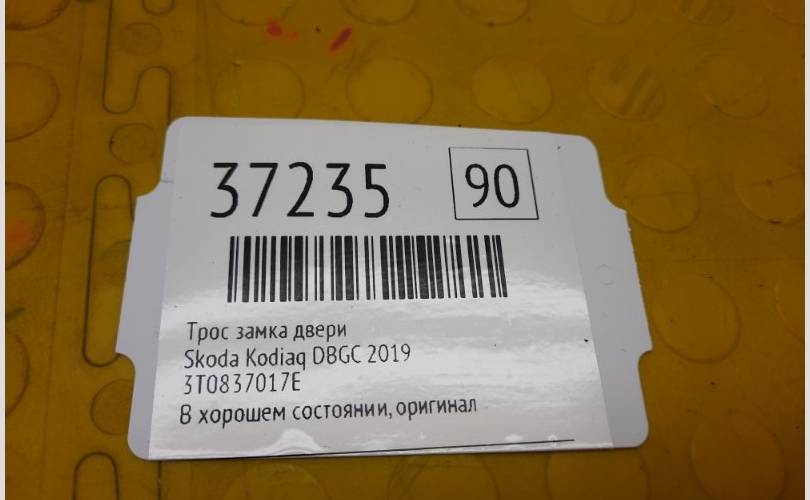 37235 90
Трос замка двери
Skoda Kodiaq DBGC 2019
3T0837017E
В хорошем состоянии, оригинал